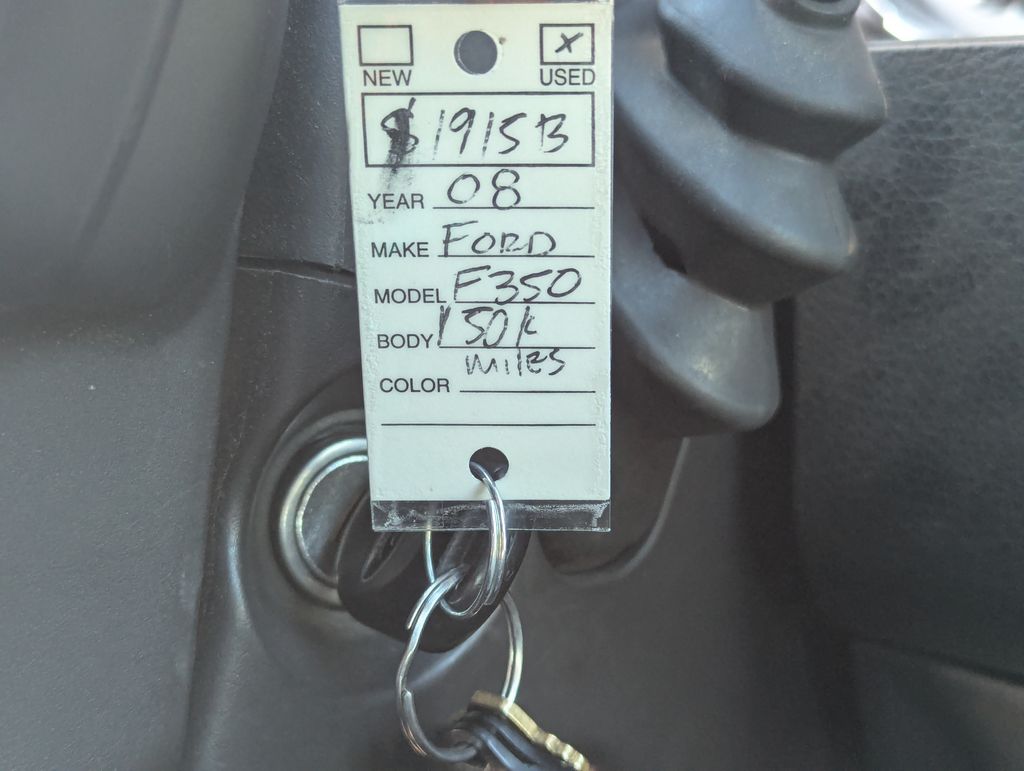 NEW USED
$1915B
YEAR 08
MAKE FORD
MODEL F350
BODY 150K
miles
COLOR